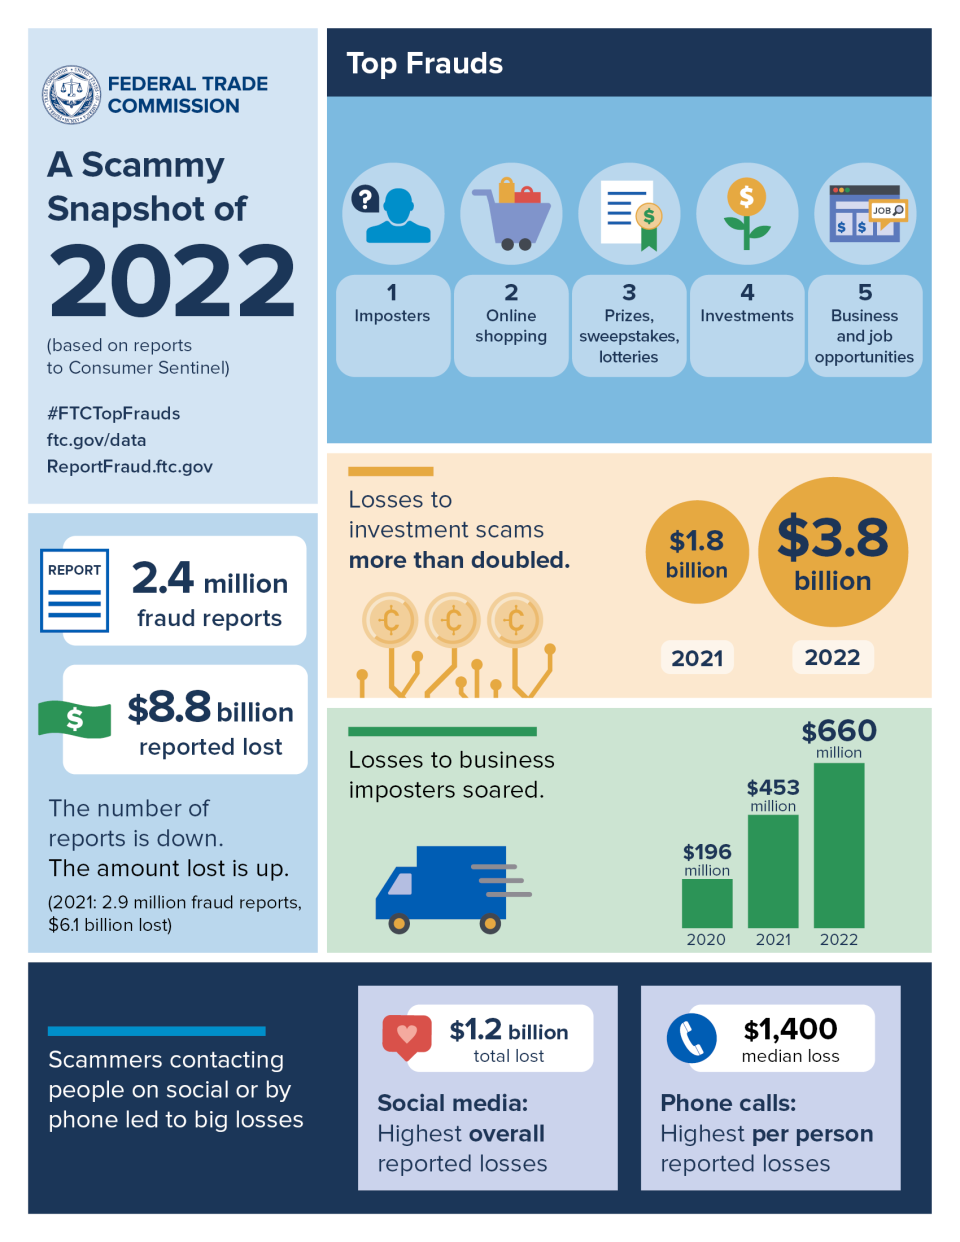 FEDERAL TRADE
COMMISSION
A Scammy
Snapshot of
2022
(based on reports
to Consumer Sentinel)
#FTCTopFrauds
ftc.gov/data
ReportFraud.ftc.gov
Top Frauds
?
$
$
JOB
$ $
1
Imposters
2
Online
shopping
3
Prizes,
sweepstakes,
lotteries
4
Investments
5
Business
and job
opportunities
REPORT
2.4 million
fraud reports
$
$8.8 billion
reported lost
The number of
reports is down.
The amount lost is up.
(2021: 2.9 million fraud reports,
$6.1 billion lost)
Losses to
investment scams
more than doubled.
$1.8
billion
2021
$3.8
billion
2022
Losses to business
imposters soared.
$196
million
2020
$453
million
2021
$660
million
2022
Scammers contacting
people on social or by
phone led to big losses
$1.2 billion
total lost
Social media:
Highest overall
reported losses
$1,400
median loss
Phone calls:
Highest per person
reported losses